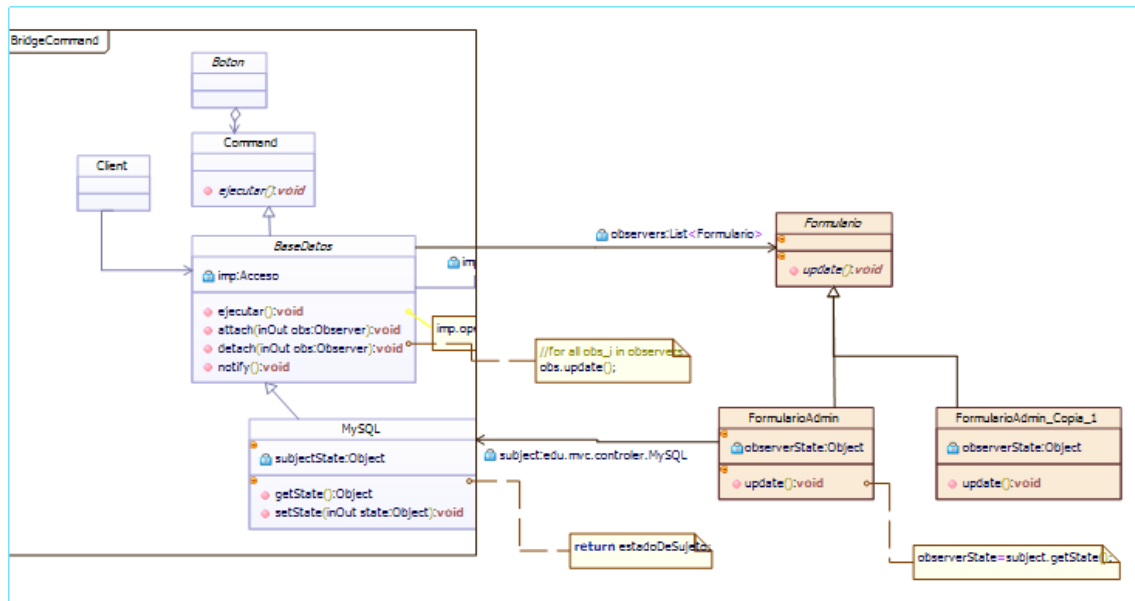 BridgeCommand
Boton
Command
ejecutar():void
Client
BaseDatos
imp:Acceso
ejecutar():void
attach(inOut obs:Observer):void
detach(inOut obs:Observer):void
notify():void
observers:List<Formulario>
Formulario
update():void
//for all obs_i in observers
obs.update();
MySQL
subjectState:Object
getState():Object
setState(inOut state:Object):void
subject:edu.mvc.controler.MySQL
FormularioAdmin
observerState:Object
update():void
FormularioAdmin_Copia_1
observerState:Object
update():void
return estadoDeSujeto;
observerState=subject.getState();